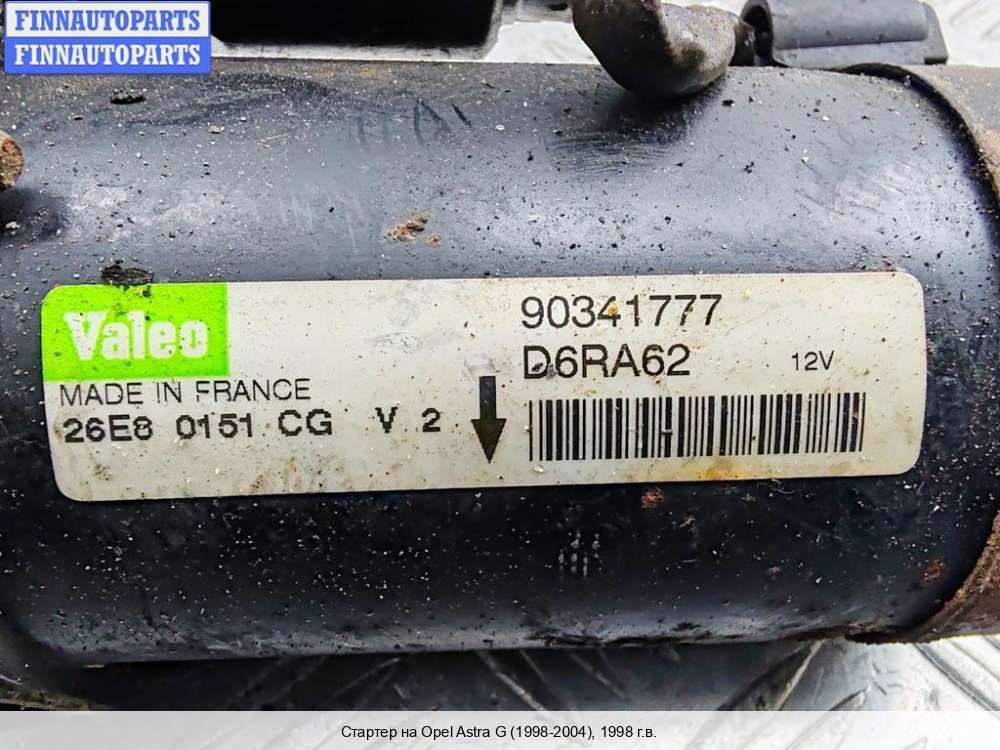 FINNAUTOPARTS
FINNAUTOPARTS
Valeo
90341777
D6RA62 12V
MADE IN FRANCE
26E8 0151 CG V 2
Стартер на Opel Astra G (1998-2004), 1998 г.в.